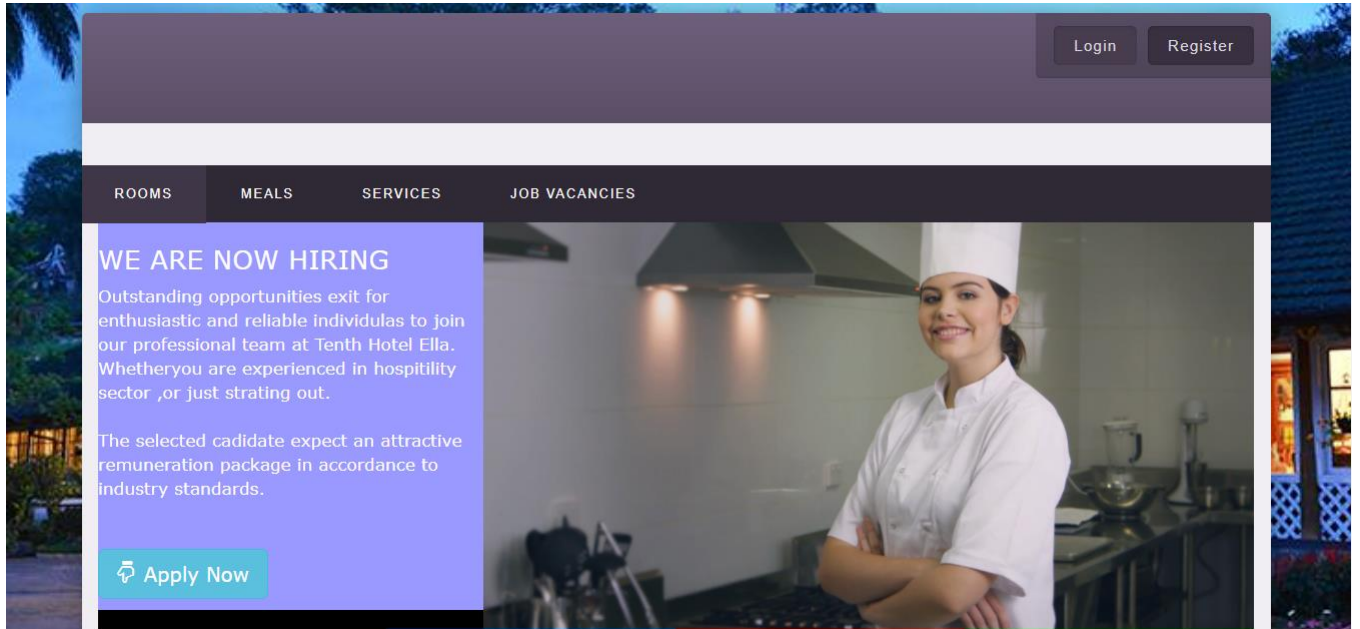 Login Register
ROOMS MEALS SERVICES JOB VACANCIES
WE ARE NOW HIRING
Outstanding opportunities exit for
enthusiastic and reliable individulas to join
our professional team at Tenth Hotel Ella.
Whetheryou are experienced in hospitility
sector ,or just strating out.
The selected cadidate expect an attractive
remuneration package in accordance to
industry standards.
Apply Now